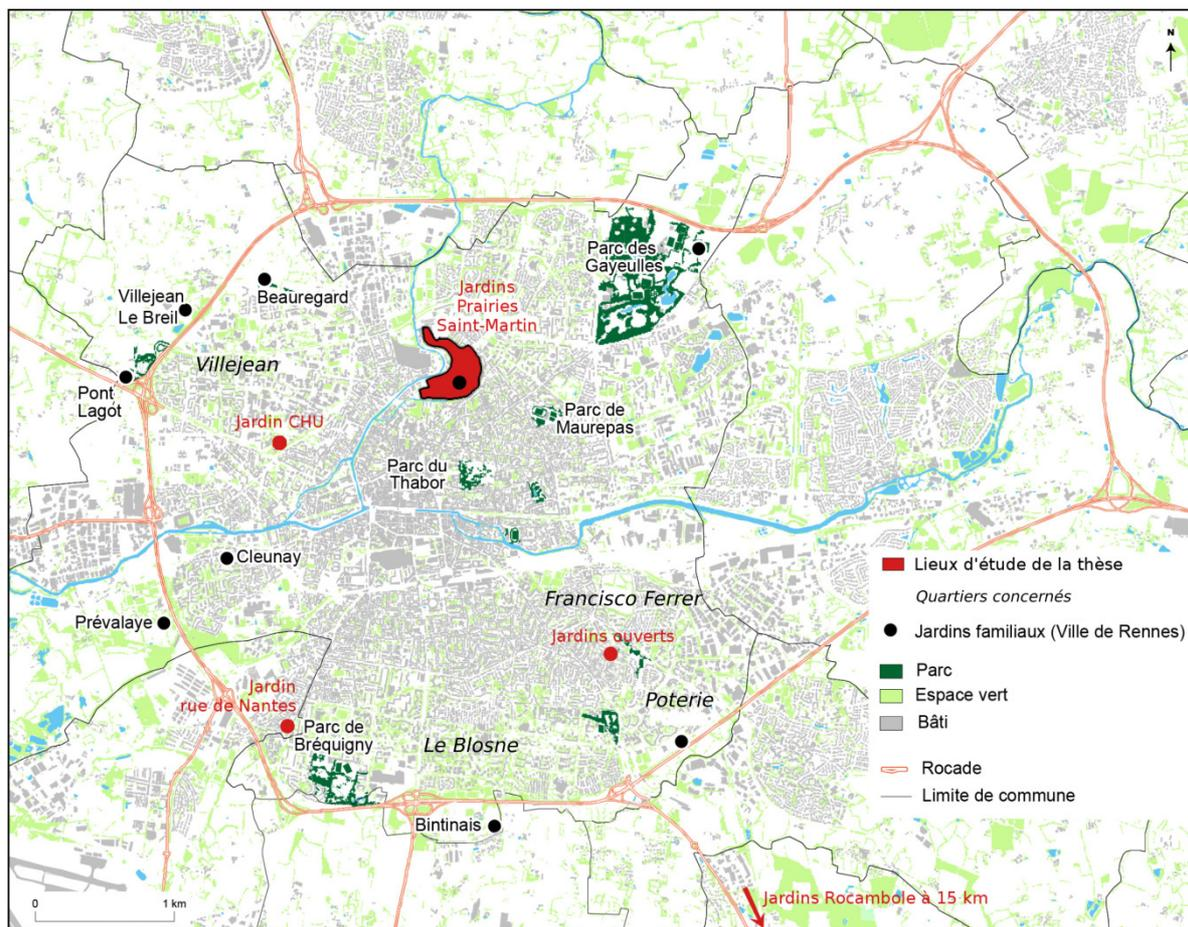 N
Parc des
Gayeulles
Jardins
Prairies
Saint-Martin
Beauregard
Villejean
Le Breil
Villejean
Pont
Lagot
Jardin CHU
Parc de
Maurepas
Parc du
Thabor
Cleunay
Prévalaye
Francisco Ferrer
Jardins ouverts
Jardin
rue de Nantes
Parc de
Bréquigny
Poterie
Le Blosne
Bintinais
Lieux d'étude de la thèse
Quartiers concernés
Jardins familiaux (Ville de Rennes)
Parc
Espace vert
Bâti
Rocade
Limite de commune
Jardins Rocambole à 15 km
0 1 km